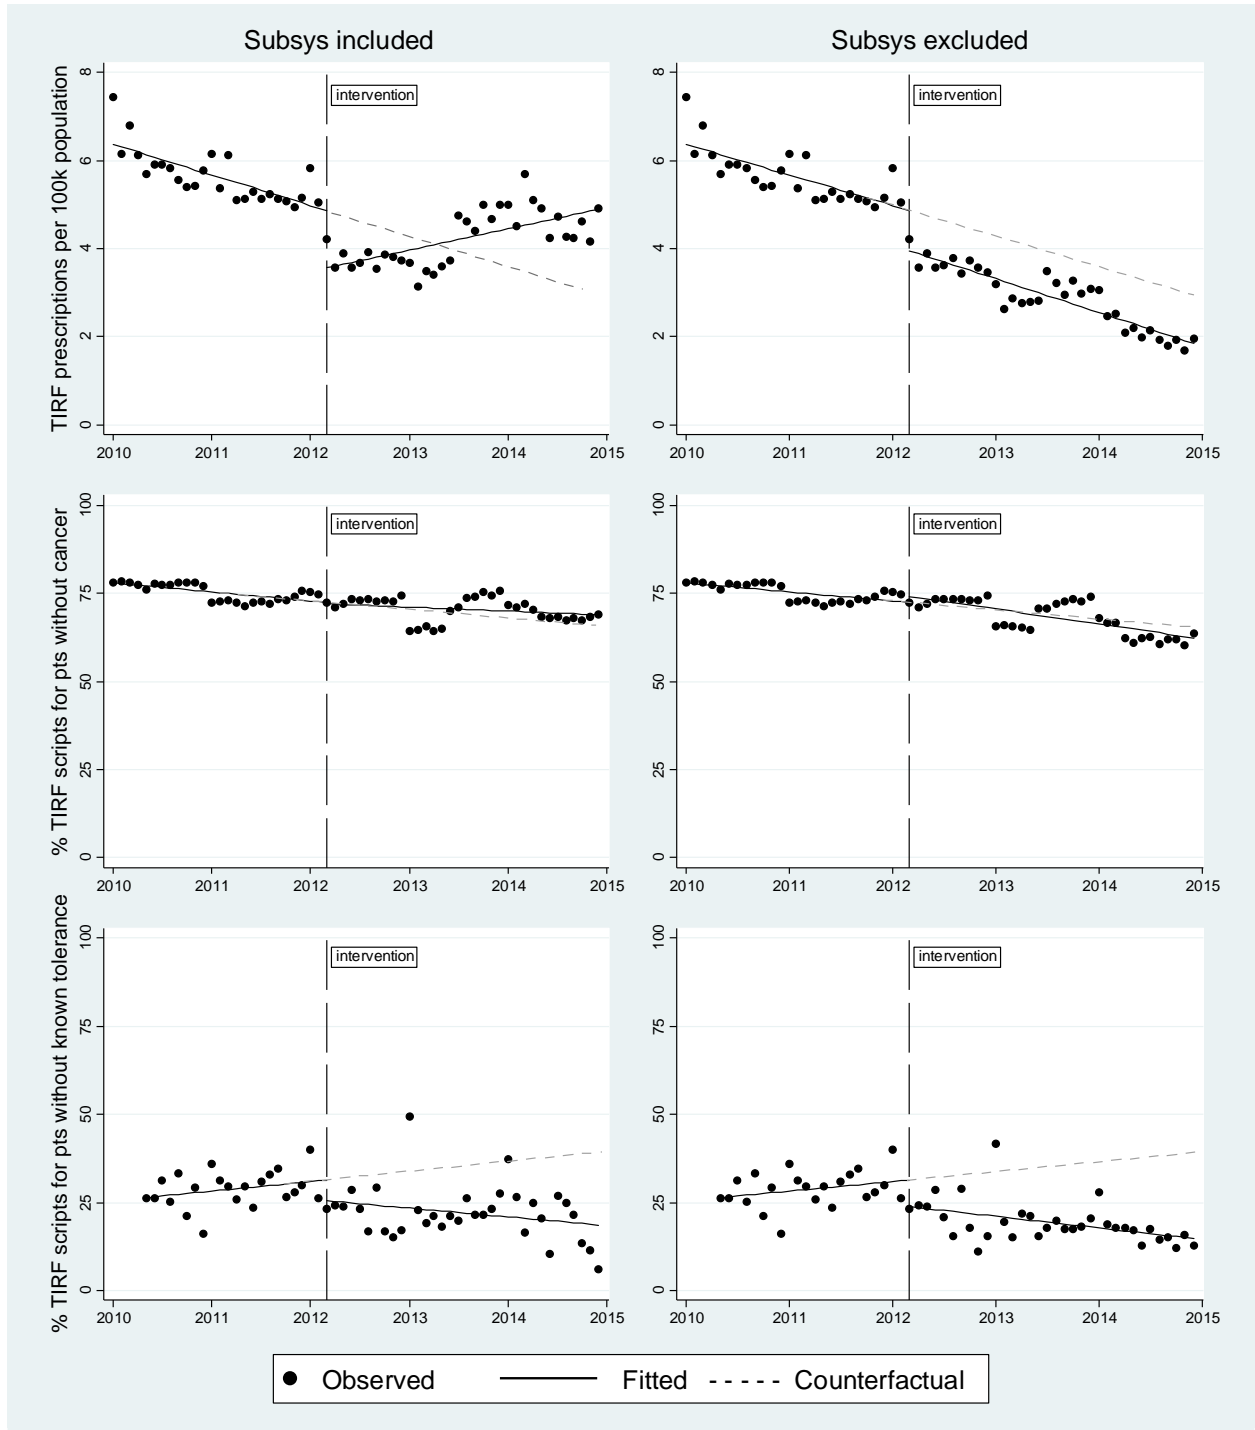 Subsys included
Subsys excluded
TIRF prescriptions per 100k population
8
6
4
2
0
intervention
2010 2011 2012 2013 2014 2015
8
6
4
2
0
intervention
2010 2011 2012 2013 2014 2015
% TIRF scripts for pts without cancer
100
75
50
25
0
intervention
2010 2011 2012 2013 2014 2015
100
75
50
25
0
intervention
2010 2011 2012 2013 2014 2015
% TIRF scripts for pts without known tolerance
100
75
50
25
0
intervention
2010 2011 2012 2013 2014 2015
100
75
50
25
0
intervention
2010 2011 2012 2013 2014 2015
Observed Fitted Counterfactual